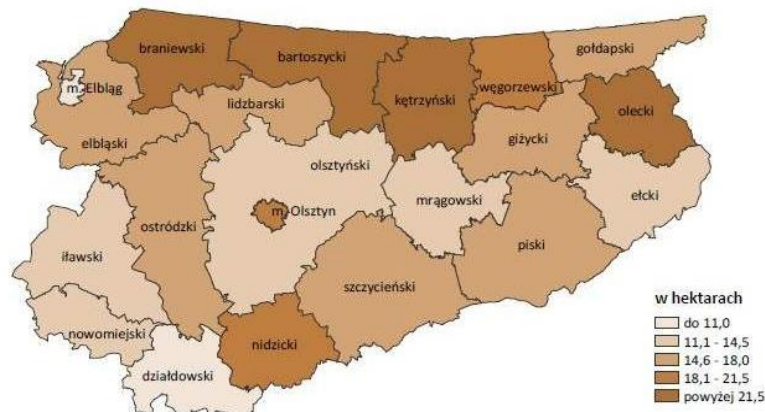 braniewski
bartoszycki
gołdapski
m. Elbląg
węgorzewski
lidzbarski
kętrzyński
olecki
elbląski
giżycki
olsztyński
ełcki
mrągowski
m. Olsztyn
ostródzki
piski
iławski
szczycieński
nowomiejski
nidzicki
działdowski
w hektarach
do 11,0
11,1 - 14,5
14,6 - 18,0
18,1 - 21,5
powyżej 21,5